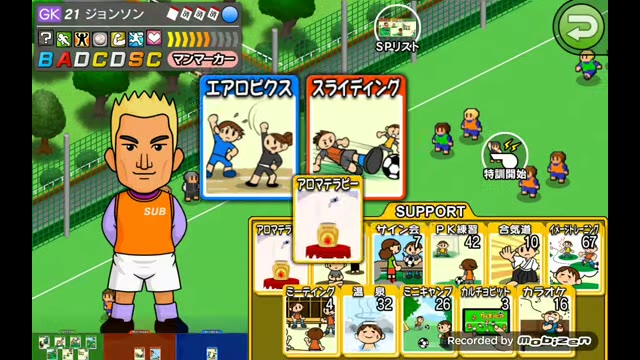 GK 21 ジョンソン
B A D C D S C マンマーカー
SPリスト
エアロビクス スライディング
SUB
特訓開始
アロマテラピー
SUPPORT
アロマテラピー サイン会 7 PK練習 42 合気道 10 イメージトレーニング 67
ミーティング 4 温泉 32 ミニキャンプ 26 カルチョビット 3 カラオケ 16
Recorded by Mobizen